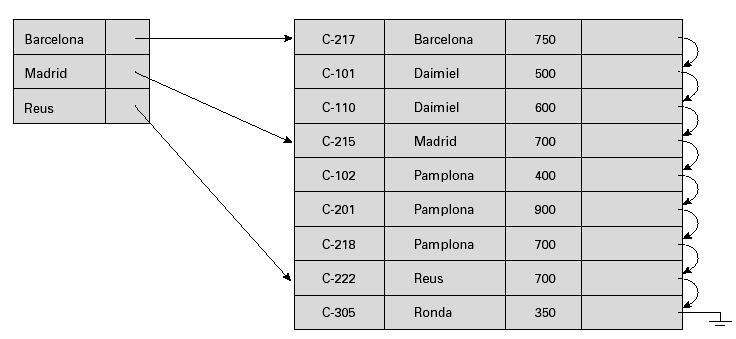 Barcelona
Madrid
Reus
C-217 Barcelona 750
C-101 Daimiel 500
C-110 Daimiel 600
C-215 Madrid 700
C-102 Pamplona 400
C-201 Pamplona 900
C-218 Pamplona 700
C-222 Reus 700
C-305 Ronda 350